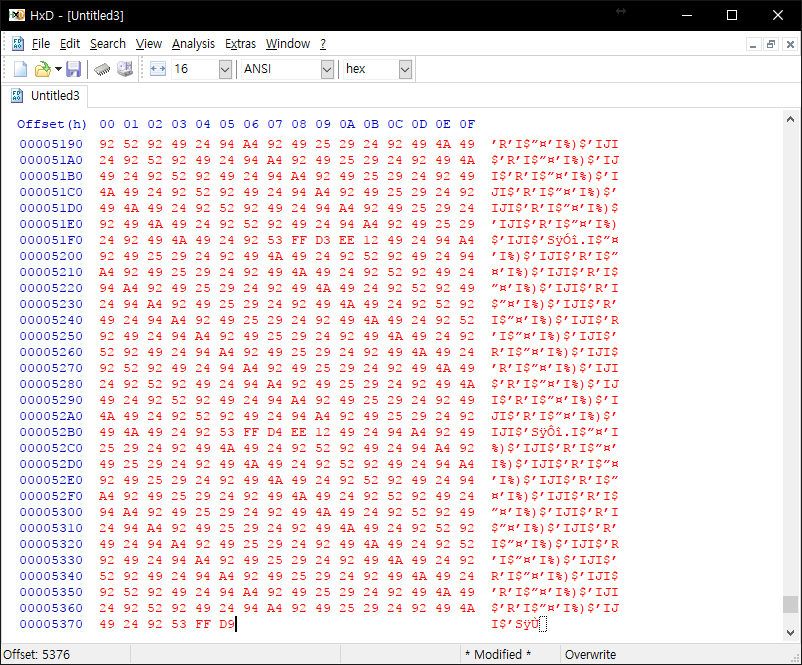 HxD - [Untitled3]
File Edit Search View Analysis Extras Window ?
16 ANSI hex
Untitled3
Offset(h) 00 01 02 03 04 05 06 07 08 09 0A 0B 0C 0D 0E 0F
00005190 92 52 92 49 24 94 A4 92 49 25 29 24 92 49 4A 49 ’R’I$”¤’I%)$’IJI
000051A0 24 92 52 92 49 24 94 A4 92 49 25 29 24 92 49 4A $’R’I$”¤’I%)$’IJ
000051B0 49 24 92 52 92 49 24 94 A4 92 49 25 29 24 92 49 I$’R’I$”¤’I%)$’I
000051C0 4A 49 24 92 52 92 49 24 94 A4 92 49 25 29 24 92 JI$’R’I$”¤’I%)$’
000051D0 49 4A 49 24 92 52 92 49 24 94 A4 92 49 25 29 24 IJI$’R’I$”¤’I%)$
000051E0 92 49 4A 49 24 92 52 92 49 24 94 A4 92 49 25 29 ’IJI$’R’I$”¤’I%)
000051F0 24 92 49 4A 49 24 92 53 FF D3 EE 12 49 24 94 A4 $’IJI$’SÿÓî.I$”¤
00005200 92 49 25 29 24 92 49 4A 49 24 92 52 92 49 24 94 ’I%)$’IJI$’R’I$”
00005210 A4 92 49 25 29 24 92 49 4A 49 24 92 52 92 49 24 ¤’I%)$’IJI$’R’I$
00005220 94 A4 92 49 25 29 24 92 49 4A 49 24 92 52 92 49 ”¤’I%)$’IJI$’R’I
00005230 24 94 A4 92 49 25 29 24 92 49 4A 49 24 92 52 92 $”¤’I%)$’IJI$’R’
00005240 49 24 94 A4 92 49 25 29 24 92 49 4A 49 24 92 52 I$”¤’I%)$’IJI$’R
00005250 92 49 24 94 A4 92 49 25 29 24 92 49 4A 49 24 92 ’I$”¤’I%)$’IJI$’
00005260 52 92 49 24 94 A4 92 49 25 29 24 92 49 4A 49 24 R’I$”¤’I%)$’IJI$
00005270 92 52 92 49 24 94 A4 92 49 25 29 24 92 49 4A 49 ’R’I$”¤’I%)$’IJI
00005280 24 92 52 92 49 24 94 A4 92 49 25 29 24 92 49 4A $’R’I$”¤’I%)$’IJ
00005290 49 24 92 52 92 49 24 94 A4 92 49 25 29 24 92 49 I$’R’I$”¤’I%)$’I
000052A0 4A 49 24 92 52 92 49 24 94 A4 92 49 25 29 24 92 JI$’R’I$”¤’I%)$’
000052B0 49 4A 49 24 92 53 FF D4 EE 12 49 24 94 A4 92 49 IJI$’SÿÔî.I$”¤’I
000052C0 25 29 24 92 49 4A 49 24 92 52 92 49 24 94 A4 92 %)$’IJI$’R’I$”¤’
000052D0 49 25 29 24 92 49 4A 49 24 92 52 92 49 24 94 A4 I%)$’IJI$’R’I$”¤
000052E0 92 49 25 29 24 92 49 4A 49 24 92 52 92 49 24 94 ’I%)$’IJI$’R’I$”
000052F0 A4 92 49 25 29 24 92 49 4A 49 24 92 52 92 49 24 ¤’I%)$’IJI$’R’I$
00005300 94 A4 92 49 25 29 24 92 49 4A 49 24 92 52 92 49 ”¤’I%)$’IJI$’R’I
00005310 24 94 A4 92 49 25 29 24 92 49 4A 49 24 92 52 92 $”¤’I%)$’IJI$’R’
00005320 49 24 94 A4 92 49 25 29 24 92 49 4A 49 24 92 52 I$”¤’I%)$’IJI$’R
00005330 92 49 24 94 A4 92 49 25 29 24 92 49 4A 49 24 92 ’I$”¤’I%)$’IJI$’
00005340 52 92 49 24 94 A4 92 49 25 29 24 92 49 4A 49 24 R’I$”¤’I%)$’IJI$
00005350 92 52 92 49 24 94 A4 92 49 25 29 24 92 49 4A 49 ’R’I$”¤’I%)$’IJI
00005360 24 92 52 92 49 24 94 A4 92 49 25 29 24 92 49 4A $’R’I$”¤’I%)$’IJ
00005370 49 24 92 53 FF D9 I$’SÿÙ
Offset: 5376 * Modified * Overwrite